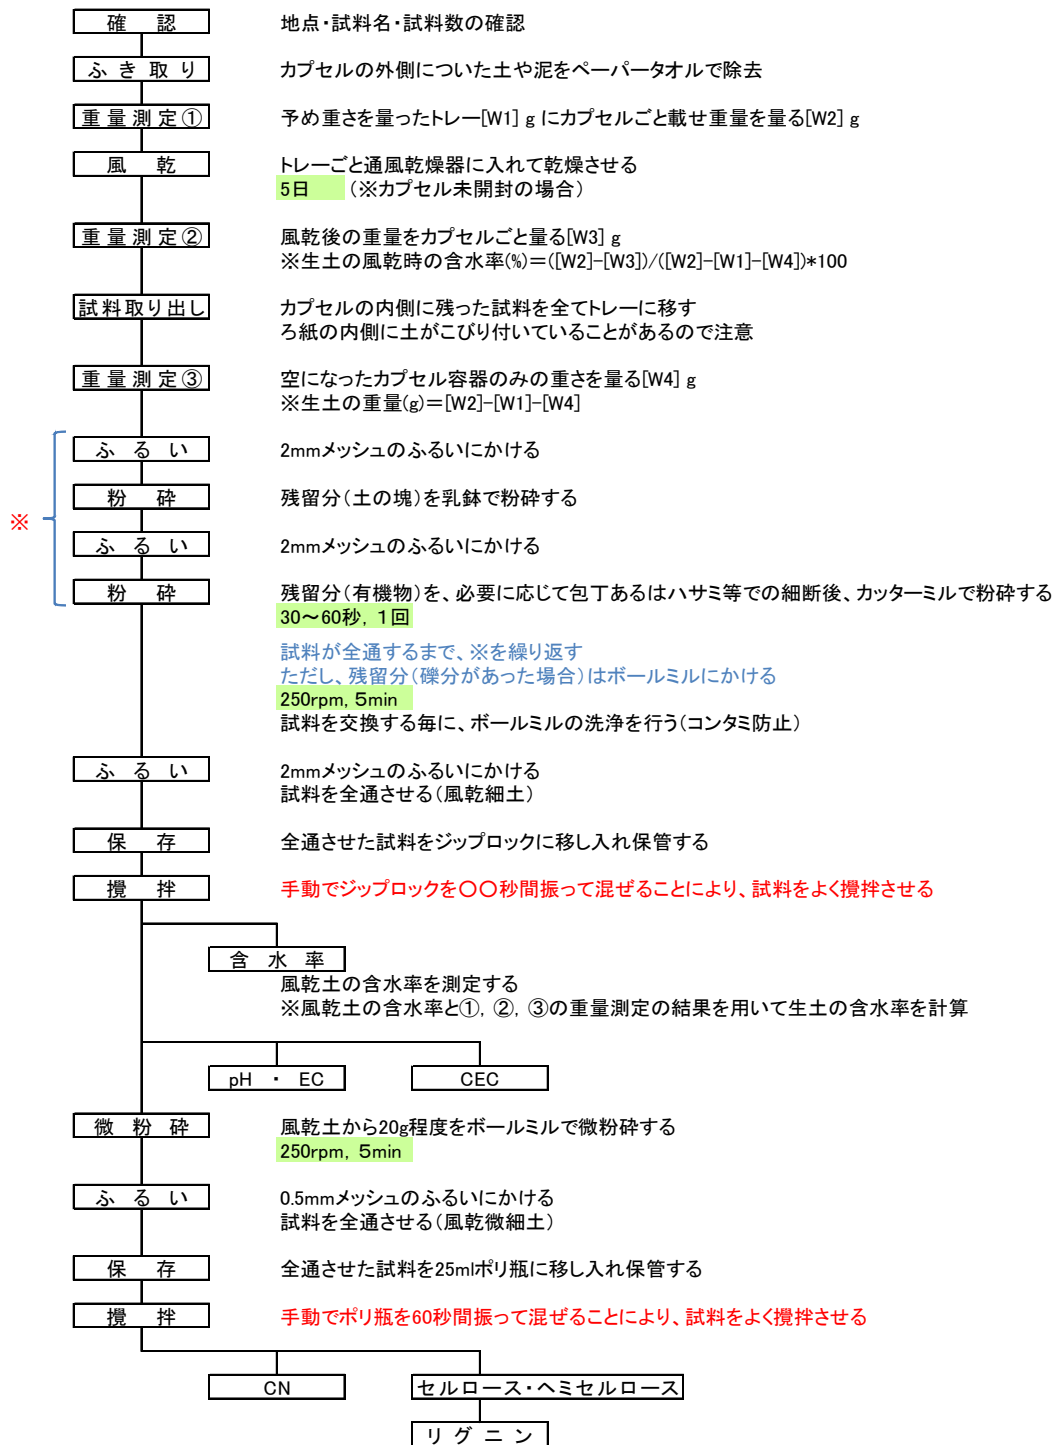 確 認 地点・試料名・試料数の確認
ふ き 取 り カプセルの外側についた土や泥をペーパータオルで除去
重 量 測 定 ① 予め重さを量ったトレー[W1] g にカプセルごと載せ重量を量る[W2] g
風 乾 トレーごと通風乾燥器に入れて乾燥させる
5日 (※カプセル未開封の場合)
重 量 測 定 ② 風乾後の重量をカプセルごと量る[W3] g
※生土の風乾時の含水率(%)=([W2]-[W3])/([W2]-[W1]-[W4])*100
試料取り出し カプセルの内側に残った試料を全てトレーに移す
ろ紙の内側に土がこびり付いていることがあるので注意
重 量 測 定 ③ 空になったカプセル容器のみの重さを量る[W4] g
※生土の重量(g)=[W2]-[W1]-[W4]
ふ る い 2mmメッシュのふるいにかける
粉 砕 残留分(土の塊)を乳鉢で粉砕する
※
ふ る い 2mmメッシュのふるいにかける
粉 砕 残留分(有機物)を、必要に応じて包丁あるはハサミ等での細断後、カッターミルで粉砕する
30〜60秒, 1回
試料が全通するまで、※を繰り返す
ただし、残留分(礫分があった場合)はボールミルにかける
250rpm, 5min
試料を交換する毎に、ボールミルの洗浄を行う(コンタミ防止)
ふ る い 2mmメッシュのふるいにかける
試料を全通させる(風乾細土)
保 存 全通させた試料をジップロックに移し入れ保管する
攪 拌 手動でジップロックを〇〇秒間振って混ぜることにより、試料をよく攪拌させる
含 水 率
風乾土の含水率を測定する
※風乾土の含水率と①, ②, ③の重量測定の結果を用いて生土の含水率を計算
pH ・ EC CEC
微 粉 砕 風乾土から20g程度をボールミルで微粉砕する
250rpm, 5min
ふ る い 0.5mmメッシュのふるいにかける
試料を全通させる(風乾微細土)
保 存 全通させた試料を25mlポリ瓶に移し入れ保管する
攪 拌 手動でポリ瓶を60秒間振って混ぜることにより、試料をよく攪拌させる
CN セルロース・ヘミセルロース
リ グ ニ ン